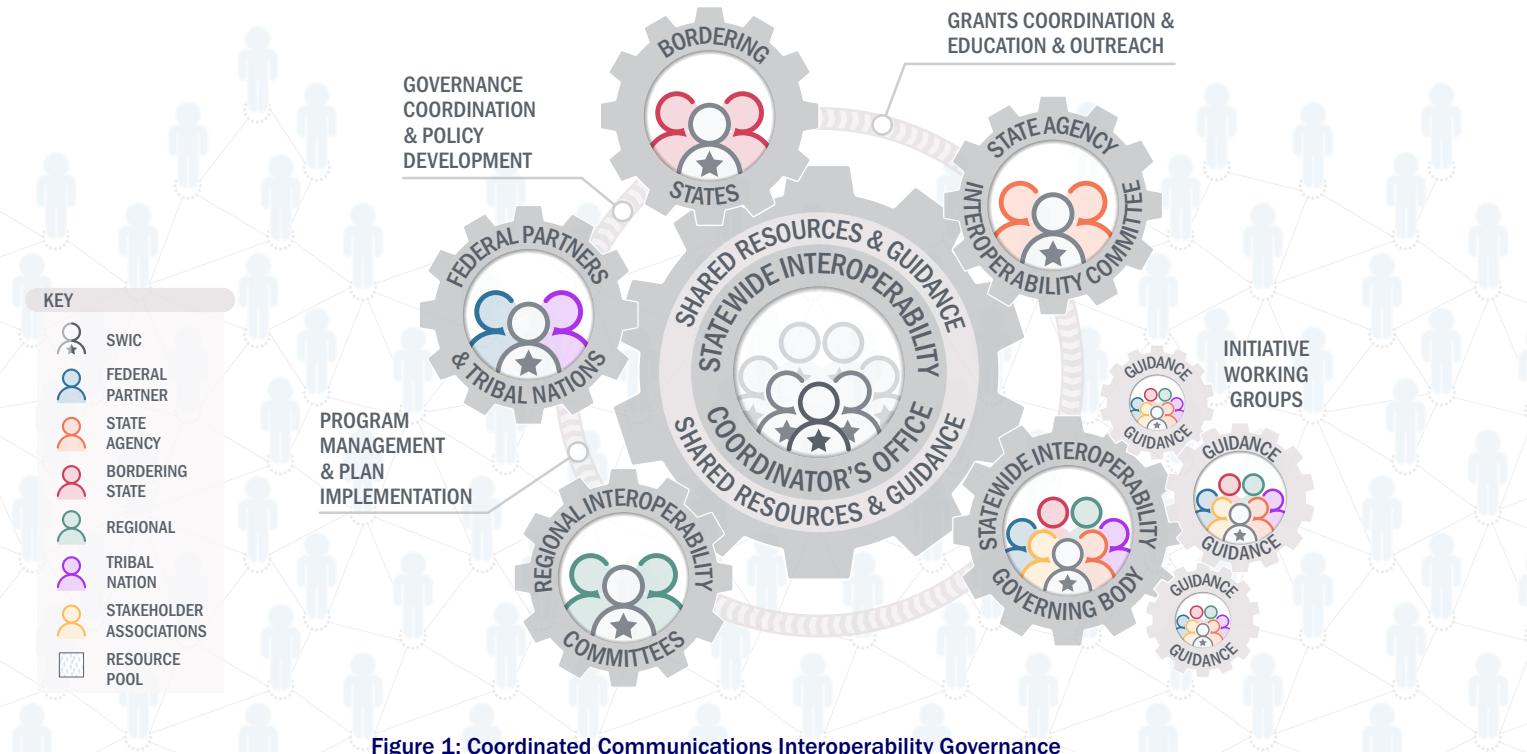 GOVERNANCE
COORDINATION
& POLICY
DEVELOPMENT
GRANTS COORDINATION &
EDUCATION & OUTREACH
BORDERING
STATES
STATE AGENCY
INTEROPERABILITY COMMITTEE
FEDERAL PARTNERS
& TRIBAL NATIONS
SHARED RESOURCES & GUIDANCE
STATEWIDE INTEROPERABILITY
COORDINATOR'S OFFICE
SHARED RESOURCES & GUIDANCE
PROGRAM
MANAGEMENT
& PLAN
IMPLEMENTATION
REGIONAL INTEROPERABILITY
COMMITTEES
STATEWIDE INTEROPERABILITY
GOVERNING BODY
INITIATIVE
WORKING
GROUPS
GUIDANCE
GUIDANCE
GUIDANCE
GUIDANCE
GUIDANCE
GUIDANCE
KEY
SWIC
FEDERAL
PARTNER
STATE
AGENCY
BORDERING
STATE
REGIONAL
TRIBAL
NATION
STAKEHOLDER
ASSOCIATIONS
RESOURCE
POOL
Figure 1: Coordinated Communications Interoperability Governance